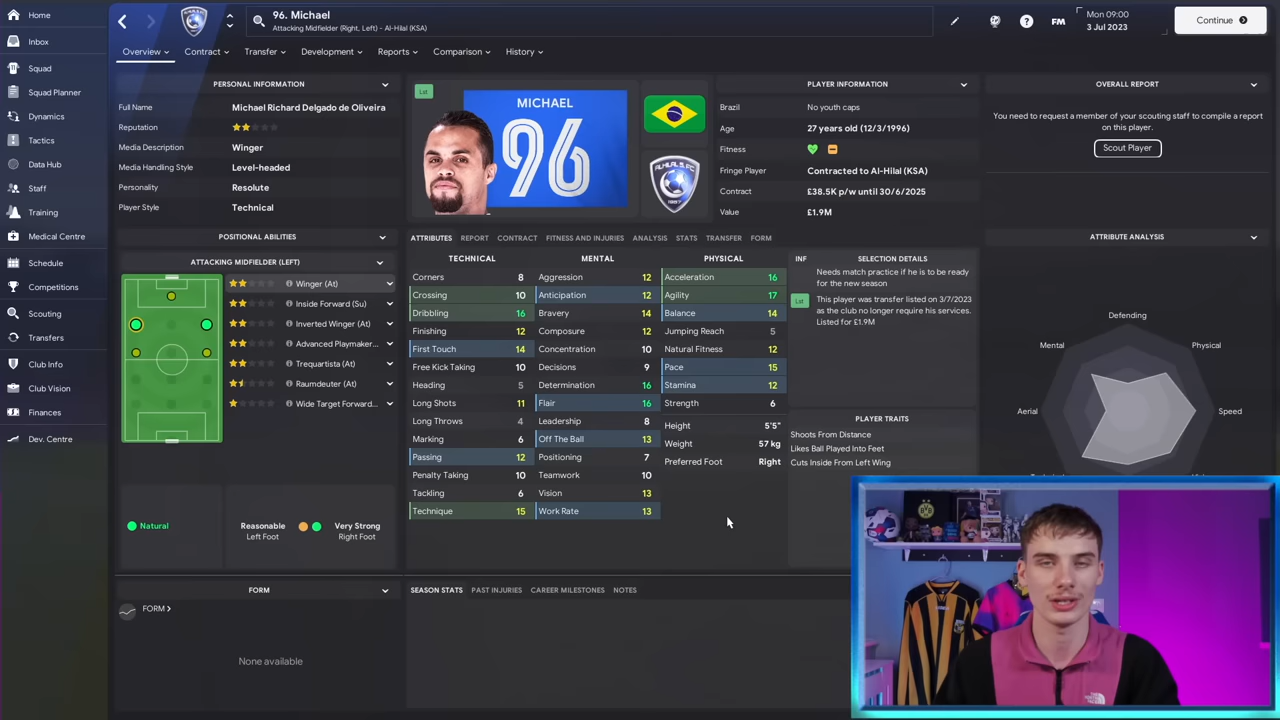 Home
Inbox
Squad
Squad Planner
Dynamics
Tactics
Data Hub
Staff
Training
Medical Centre
Schedule
Competitions
Scouting
Transfers
Club Info
Club Vision
Finances
Dev. Centre
96. Michael
Attacking Midfielder (Right, Left) - Al-Hilal (KSA)
FM
Mon 09:00
3 Jul 2023
Continue
Overview
Contract
Transfer
Development
Reports
Comparison
History
PERSONAL INFORMATION
Full Name Michael Richard Delgado de Oliveira
Reputation
Media Description Winger
Media Handling Style Level-headed
Personality Resolute
Player Style Technical
Lst
MICHAEL
96
PLAYER INFORMATION
Brazil No youth caps
Age 27 years old (12/3/1996)
Fitness
Fringe Player Contracted to Al-Hilal (KSA)
Contract £38.5K p/w until 30/6/2025
Value £1.9M
OVERALL REPORT
You need to request a member of your scouting staff to compile a report
on this player.
Scout Player
POSITIONAL ABILITIES
ATTACKING MIDFIELDER (LEFT)
Winger (At)
Inside Forward (Su)
Inverted Winger (At)
Advanced Playmaker...
Trequartista (At)
Raumdeuter (At)
Wide Target Forward...
Natural
Reasonable
Left Foot
Very Strong
Right Foot
ATTRIBUTES
REPORT
CONTRACT
FITNESS AND INJURIES
ANALYSIS
STATS
TRANSFER
FORM
TECHNICAL
Corners 8
Crossing 10
Dribbling 16
Finishing 12
First Touch 14
Free Kick Taking 10
Heading 5
Long Shots 11
Long Throws 4
Marking 6
Passing 12
Penalty Taking 10
Tackling 6
Technique 15
MENTAL
Aggression 12
Anticipation 12
Bravery 14
Composure 12
Concentration 10
Decisions 9
Determination 16
Flair 16
Leadership 8
Off The Ball 13
Positioning 7
Teamwork 10
Vision 13
Work Rate 13
PHYSICAL
Acceleration 16
Agility 17
Balance 14
Jumping Reach 5
Natural Fitness 12
Pace 15
Stamina 12
Strength 6
Height 5'5"
Weight 57 kg
Preferred Foot Right
INF
SELECTION DETAILS
Needs match practice if he is to be ready
for the new season
Lst
This player was transfer listed on 3/7/2023
as the club no longer require his services.
Listed for £1.9M
PLAYER TRAITS
Shoots From Distance
Likes Ball Played Into Feet
Cuts Inside From Left Wing
ATTRIBUTE ANALYSIS
Defending
Mental
Physical
Aerial
Speed
FORM
FORM
None available
SEASON STATS
PAST INJURIES
CAREER MILESTONES
NOTES